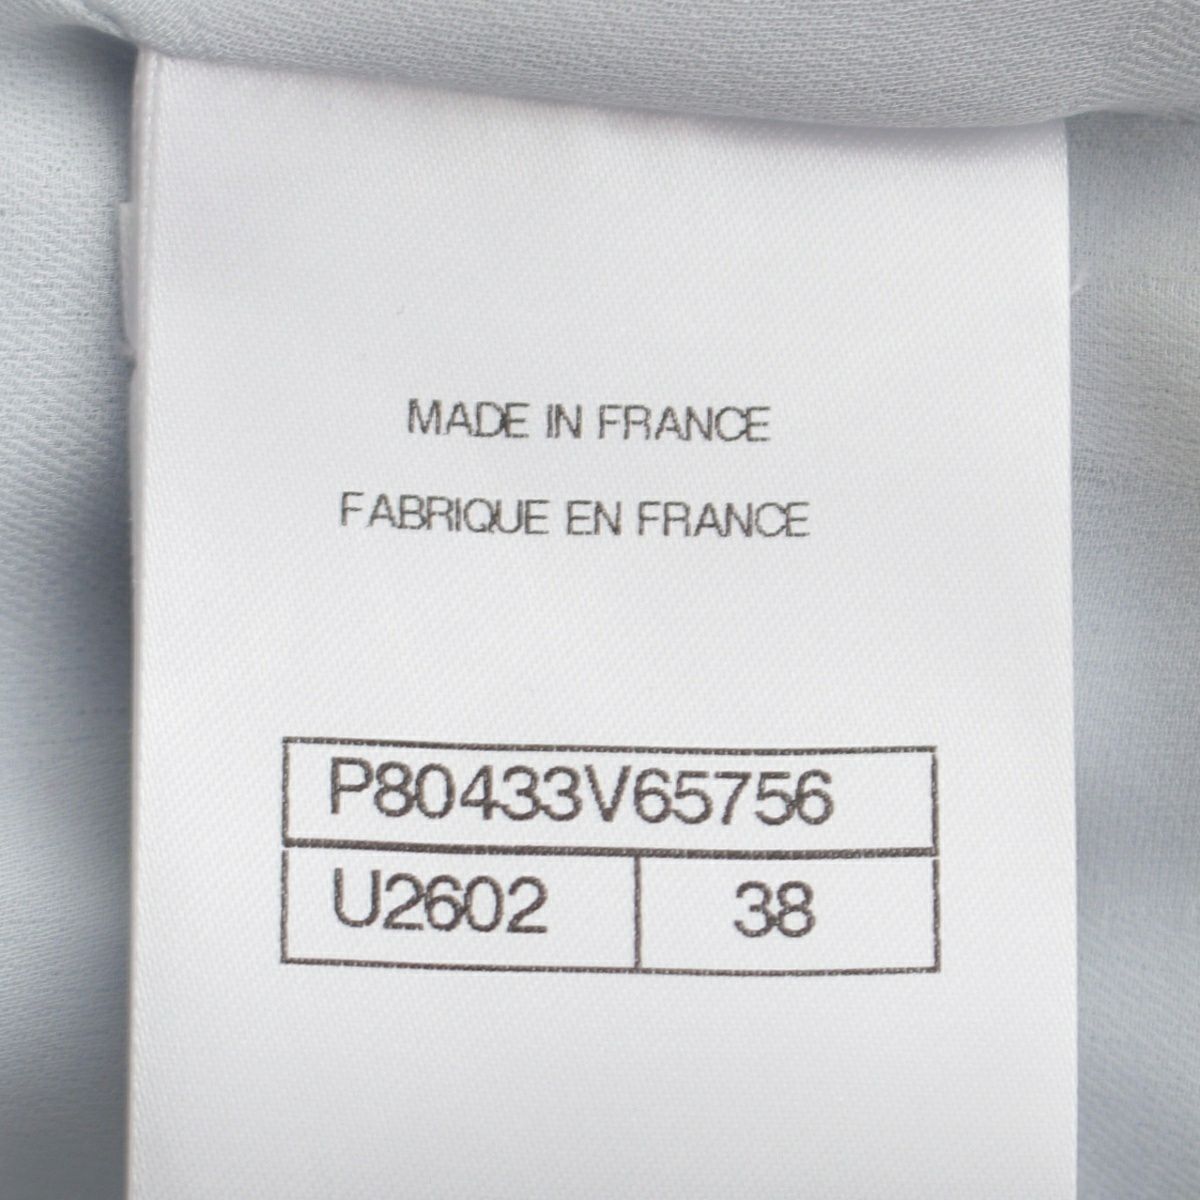 MADE IN FRANCE
FABRIQUE EN FRANCE
P80433V65756
U2602 38